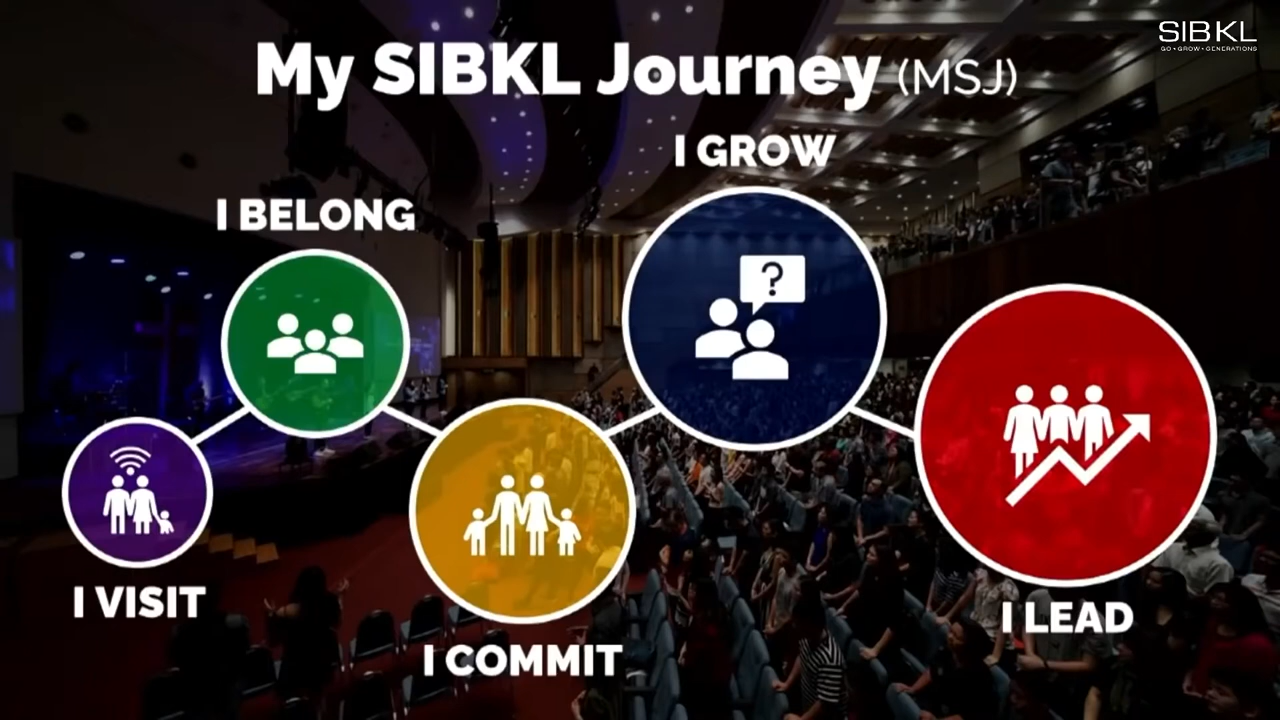 SIBKL
GO • GROW • GENERATIONS
My SIBKL Journey (MSJ)
I GROW
I BELONG
?
I VISIT
I LEAD
I COMMIT